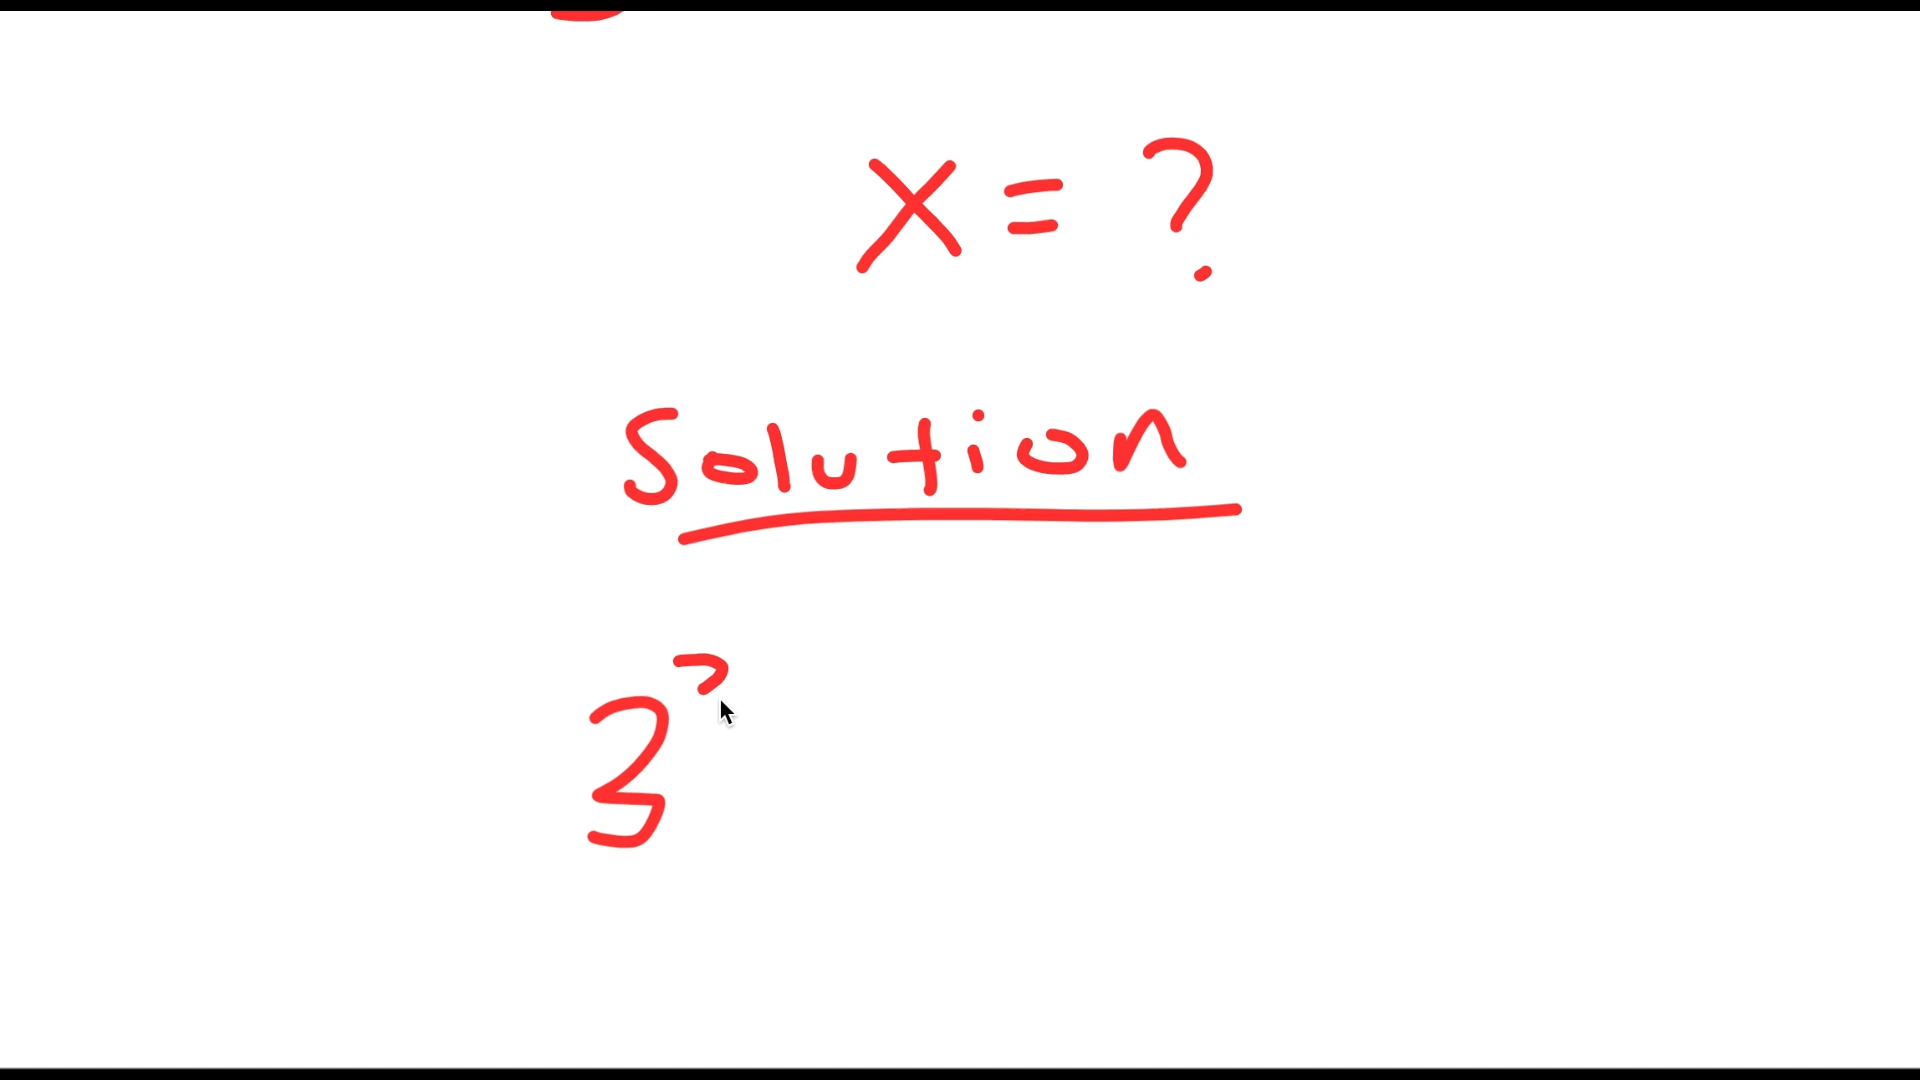 x = ?
Solution
3